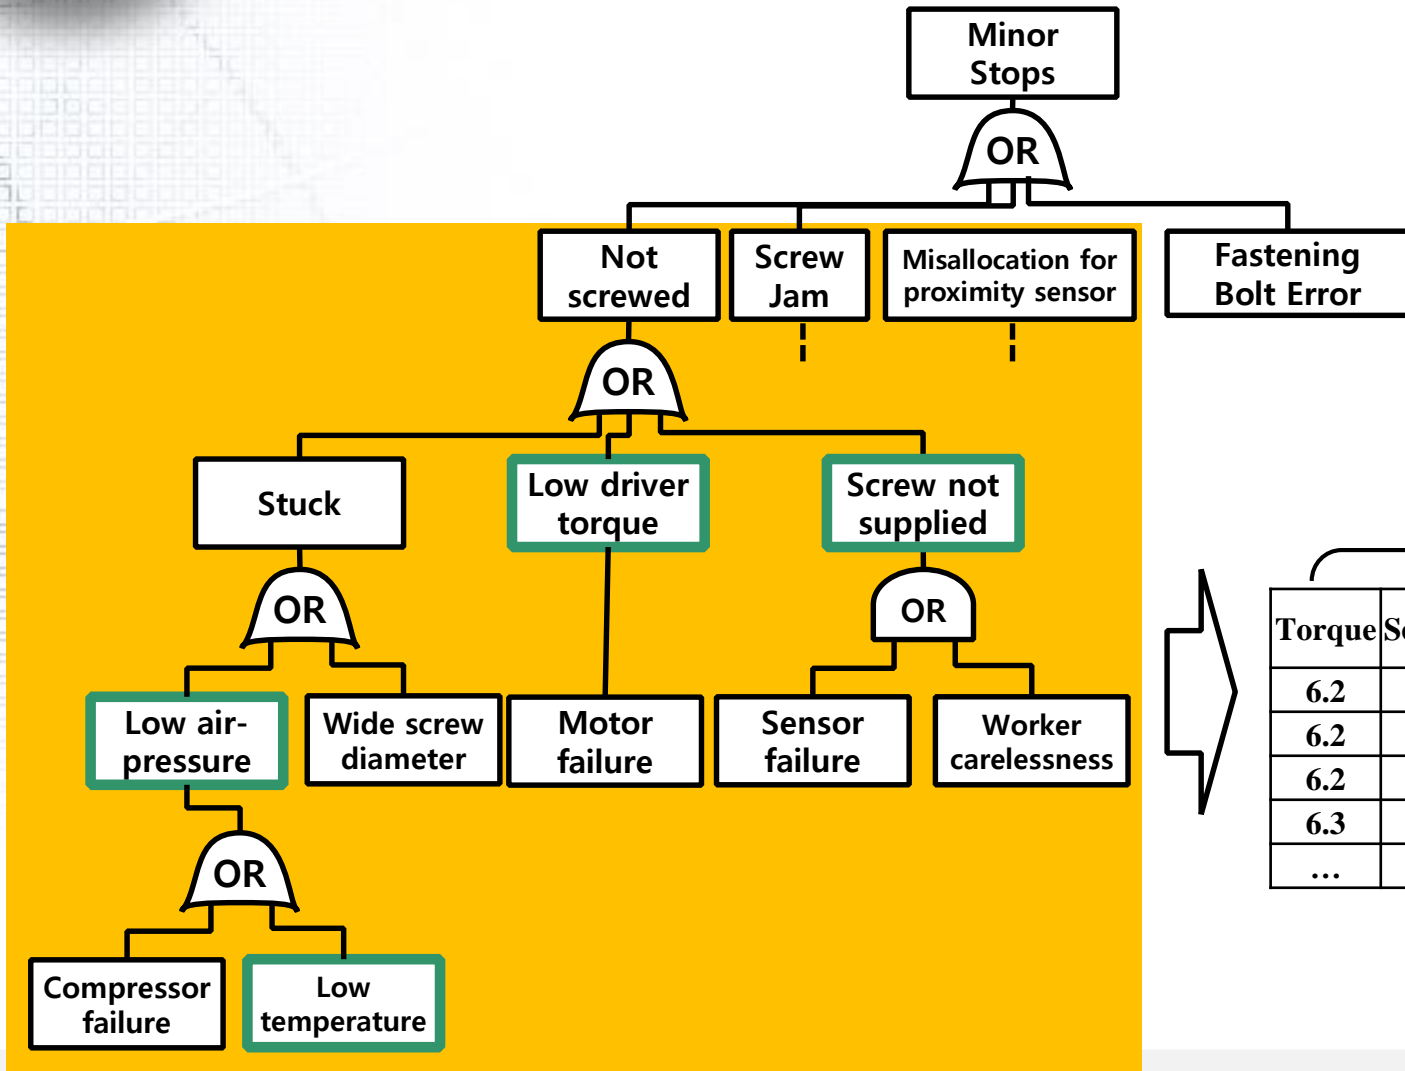 Minor
Stops
OR
Not
screwed
Screw
Jam
Misallocation for
proximity sensor
Fastening
Bolt Error
OR
Stuck
Low driver
torque
Screw not
supplied
OR
OR
Low air-
pressure
Wide screw
diameter
Motor
failure
Sensor
failure
Worker
carelessness
OR
Compressor
failure
Low
temperature
Torque
6.2
6.2
6.2
6.3
…